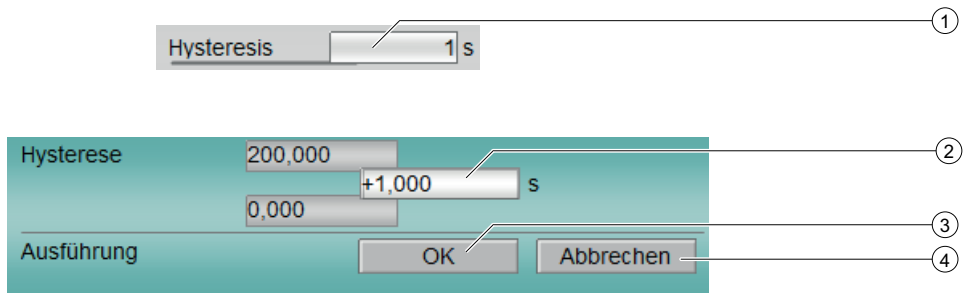 1
Hysteresis 1 s
Hysterese 200,000
2
+1,000 s
0,000
3
Ausführung OK Abbrechen
4